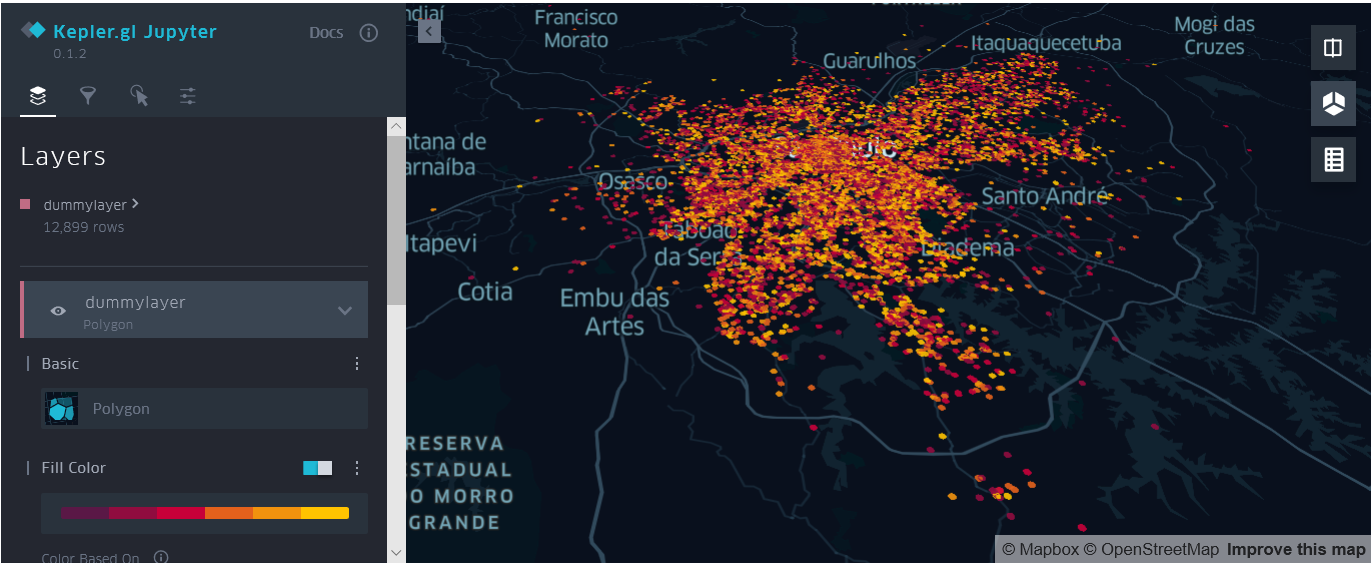 Kepler.gl Jupyter
0.1.2
Docs
Layers
dummylayer
12,899 rows
dummylayer
Polygon
Basic
Polygon
Fill Color
Color Based On
ndiaí
Francisco
Morato
Guarulhos
Itaquaquecetuba
Mogi das
Cruzes
ntana de
arnaíba
Osasco
Santo André
Itapevi
Taboão
da Serra
Diadema
Cotia
Embu das
Artes
RESERVA
STADUAL
O MORRO
GRANDE
© Mapbox © OpenStreetMap Improve this map